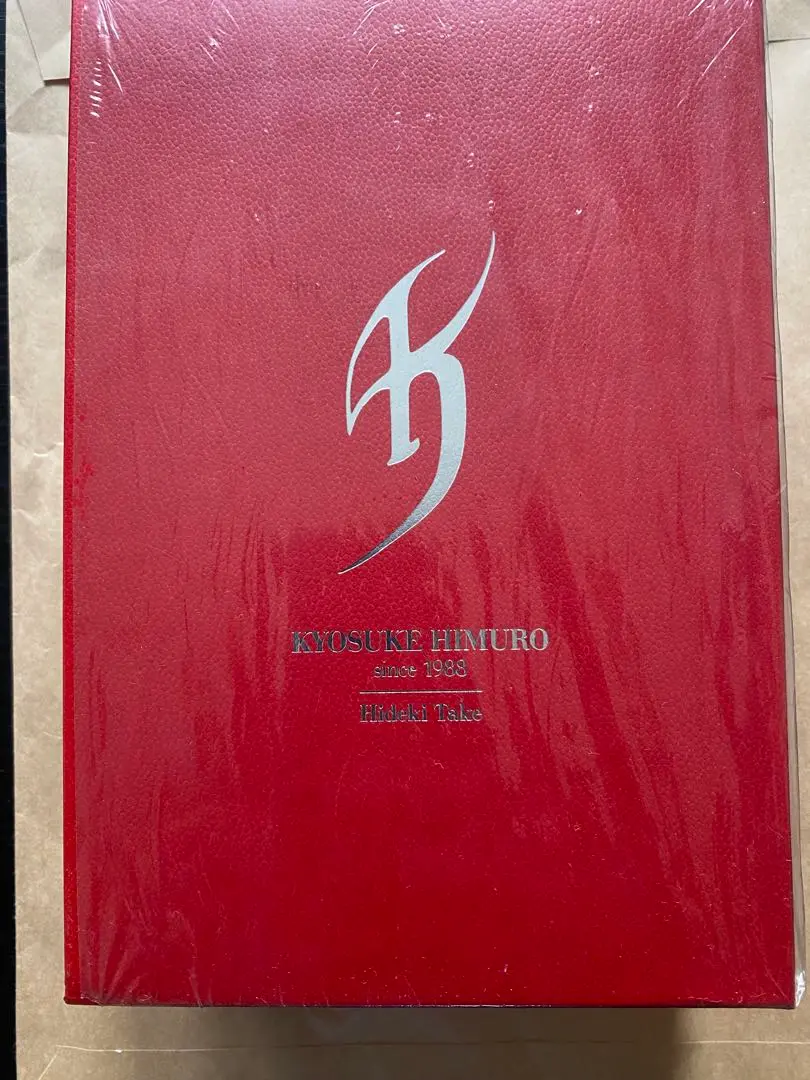 KYOSUKE HIMURO
since 1988
Hideki Take